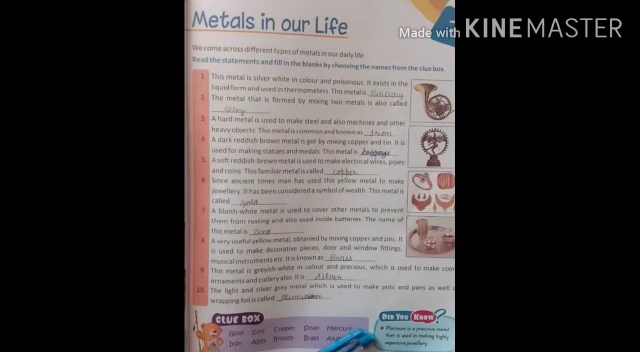 Metals in our Life
Made with KINEMASTER
We come across different types of metals in our daily life
Read the statements and fill in the blanks by choosing the names from the clue box.
1. This metal is silver white in colour and poisonous. It exists in the
liquid form and used in thermometers. This metal is Mercury
2. The metal that is formed by mixing two metals is also called
Alloy
3. A hard metal is used to make steel and also machines and other
heavy objects. This metal is common and known as Iron
4. A dark reddish-brown metal is got by mixing copper and tin. It is
used for making statues and medals. This metal is
5. A soft reddish-brown metal is used to make electrical wires, pipes
and coins. This familiar metal is called copper
6. Since ancient times man has used this yellow metal to make
jewellery. It has been considered a symbol of wealth. This metal is
called gold
7. A bluish white metal is used to cover other metals to prevent
them from rusting and also used inside batteries. The name of
this metal is Zinc
8. A very useful yellow metal, obtained by mixing copper and zinc. It
is used to make decorative pieces, door and window fittings,
musical instruments etc. It is known as Brass
9. This metal is greyish-white in colour and precious, which is used to make coin
ornaments and cutlery also. It is Silver
10. The light and silver grey metal which is used to make pots and pans as well
wrapping foil is called Aluminium
CLUE BOX
Gold Zinc Copper Silver Mercury
Iron Alloy Bronze Brass
DID YOU KNOW?
Platinum is a precious metal
that is used in making highly
expensive jewellery.